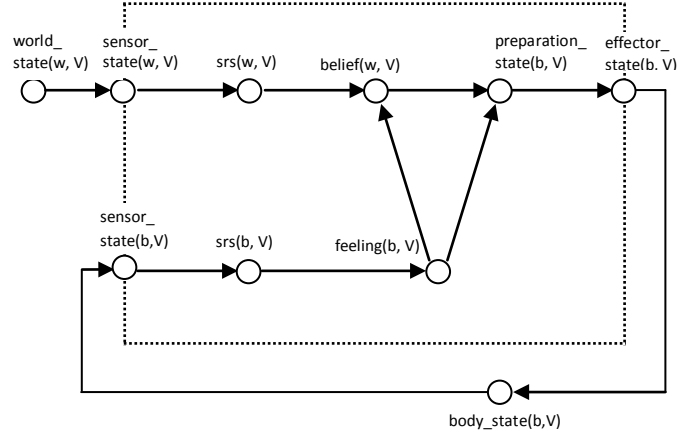 world_
state(w, V)
sensor_
state(w, V)
srs(w, V)
belief(w, V)
preparation_
state(b, V)
effector_
state(b, V)
sensor_
state(b,V)
srs(b, V)
feeling(b, V)
body_state(b,V)